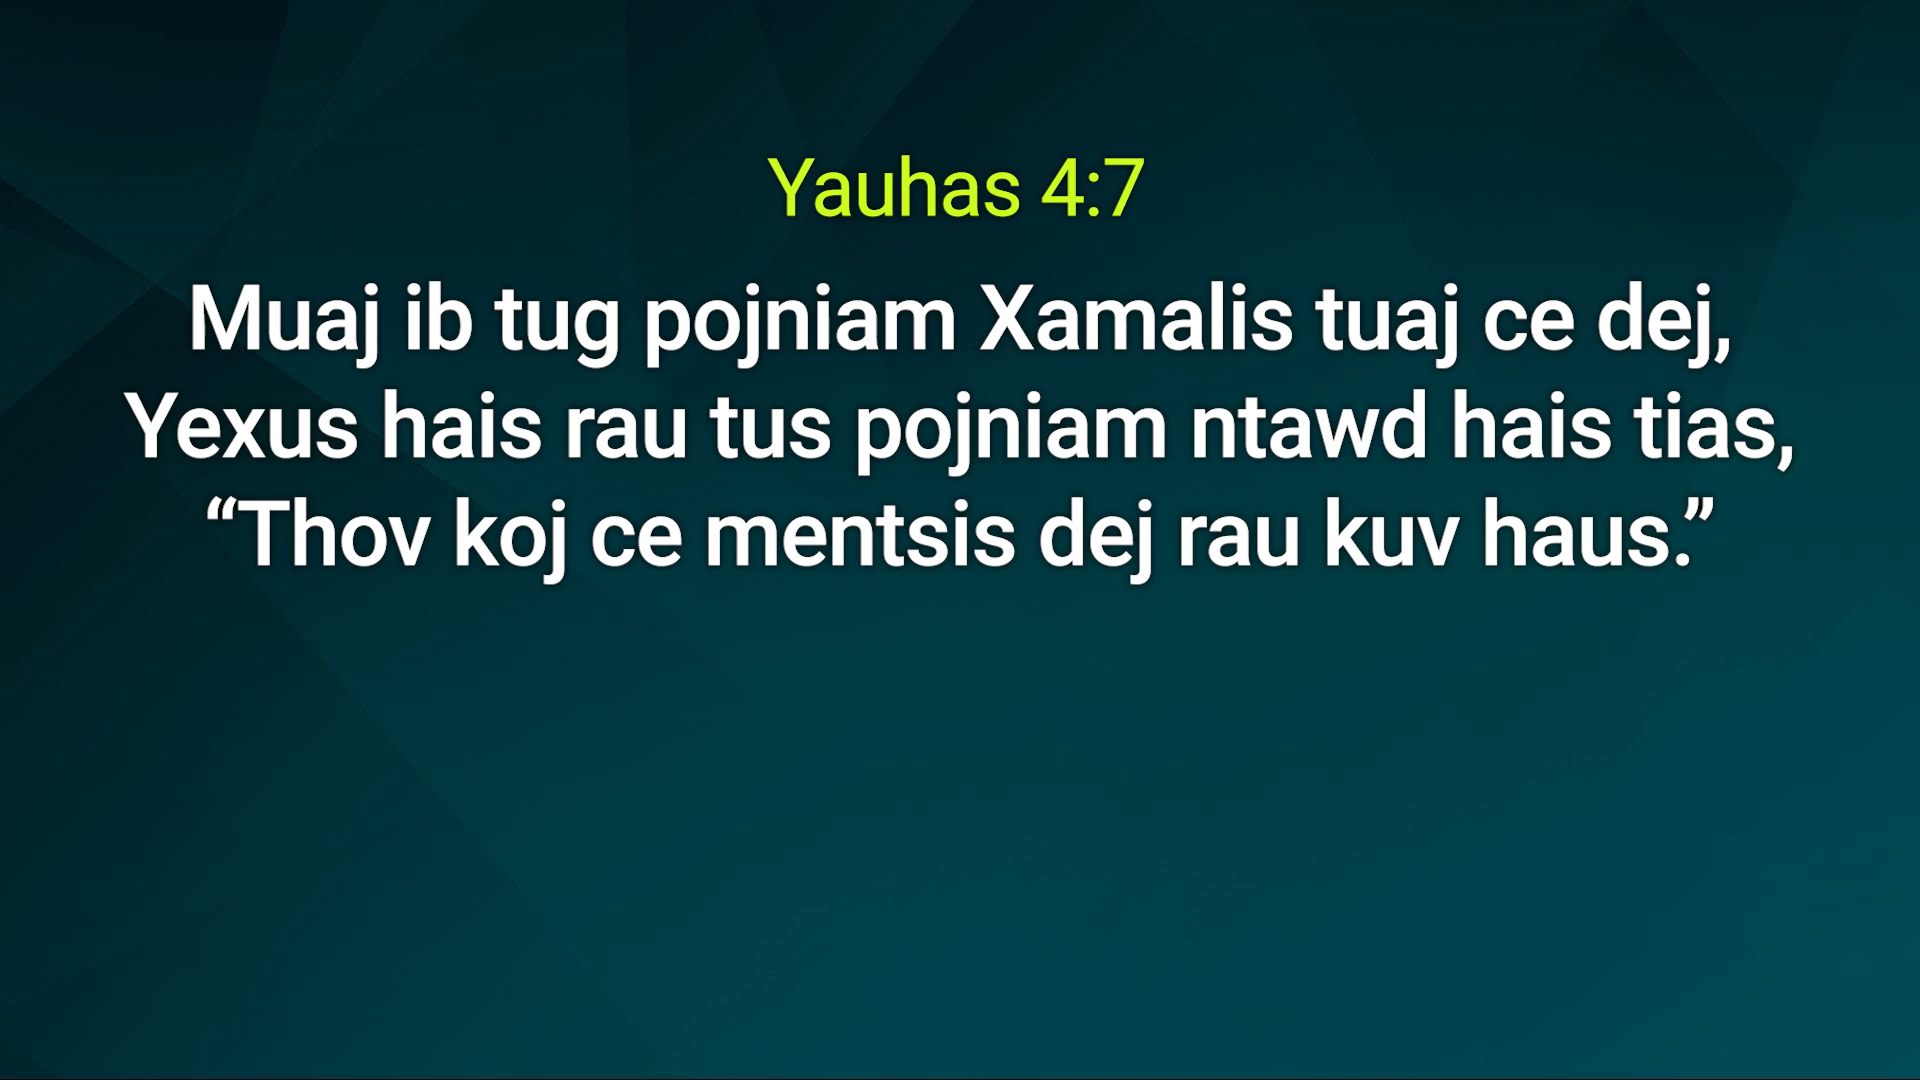 Yauhas 4:7
Muaj ib tug pojniam Xamalis tuaj ce dej,
Yexus hais rau tus pojniam ntawd hais tias,
“Thov koj ce mentsis dej rau kuv haus.”